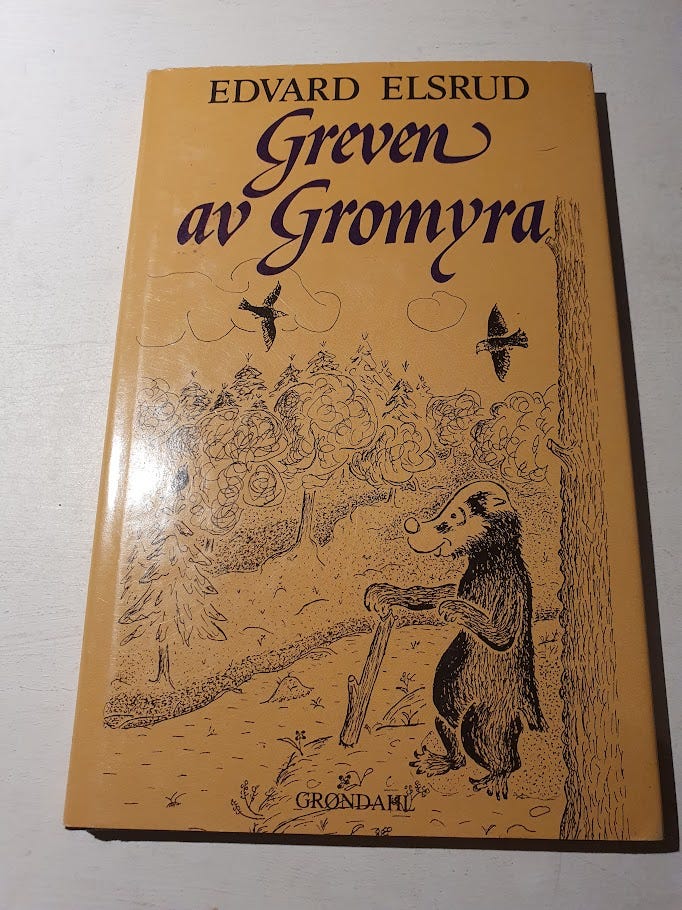 EDVARD ELSRUD
Greven
av Gromyra
GRØNDAHL